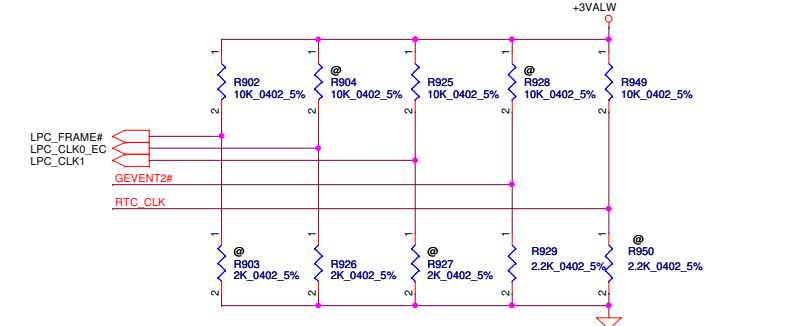 +3VALW
1 1 1 1 1
@ @
R902 R904 R925 R928 R949
10K_0402_5% 10K_0402_5% 10K_0402_5% 10K_0402_5% 10K_0402_5%
2 2 2 2 2
LPC_FRAME#
LPC_CLK0_EC
LPC_CLK1
GEVENT2#
RTC_CLK
1 1 1 1 1
@ @ @
R903 R926 R927 R929 R950
2K_0402_5% 2K_0402_5% 2K_0402_5% 2.2K_0402_5% 2.2K_0402_5%
2 2 2 2 2